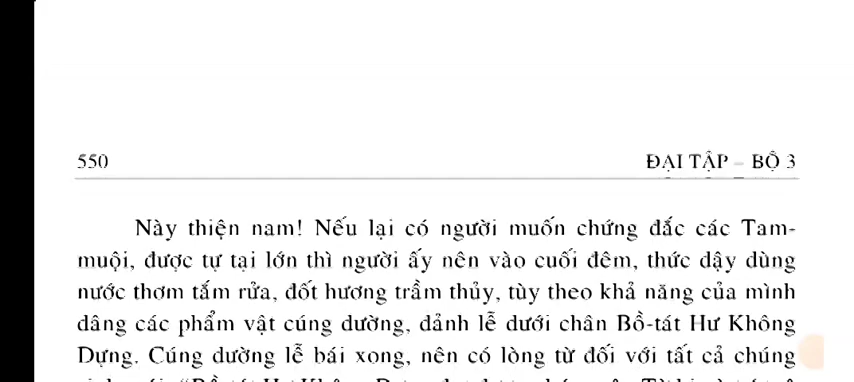 550
ĐẠI TẬP – BỘ 3
Này thiện nam! Nếu lại có người muốn chứng đắc các Tam-
muội, được tự tại lớn thì người ấy nên vào cuối đêm, thức dậy dùng
nước thơm tắm rửa, đốt hương trầm thủy, tùy theo khả năng của mình
dâng các phẩm vật cúng dường, đảnh lễ dưới chân Bồ-tát Hư Không
Dựng. Cúng dường lễ bái xong, nên có lòng từ đối với tất cả chúng